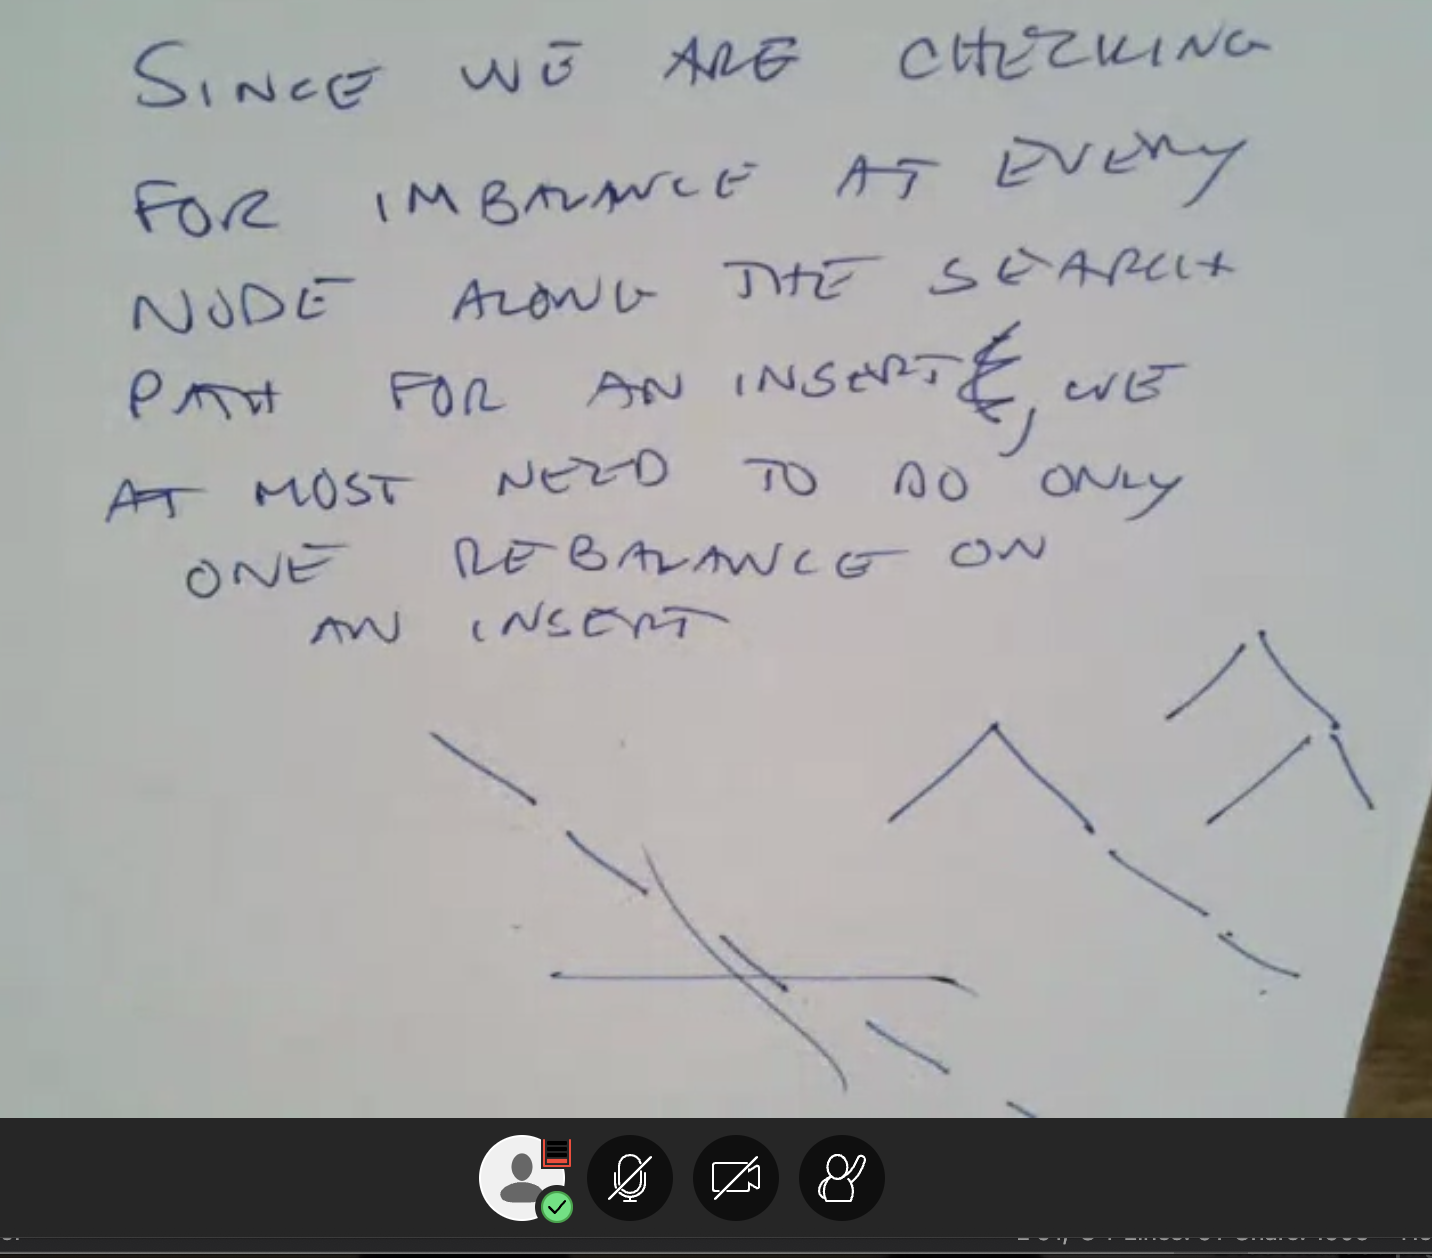 SINCE WE ARE CHECKING
FOR IMBALANCE AT EVERY
NODE ALONG THE SEARCH
PATH FOR AN INSERT, WE
AT MOST NEED TO DO ONLY
ONE REBALANCE ON
AN INSERT